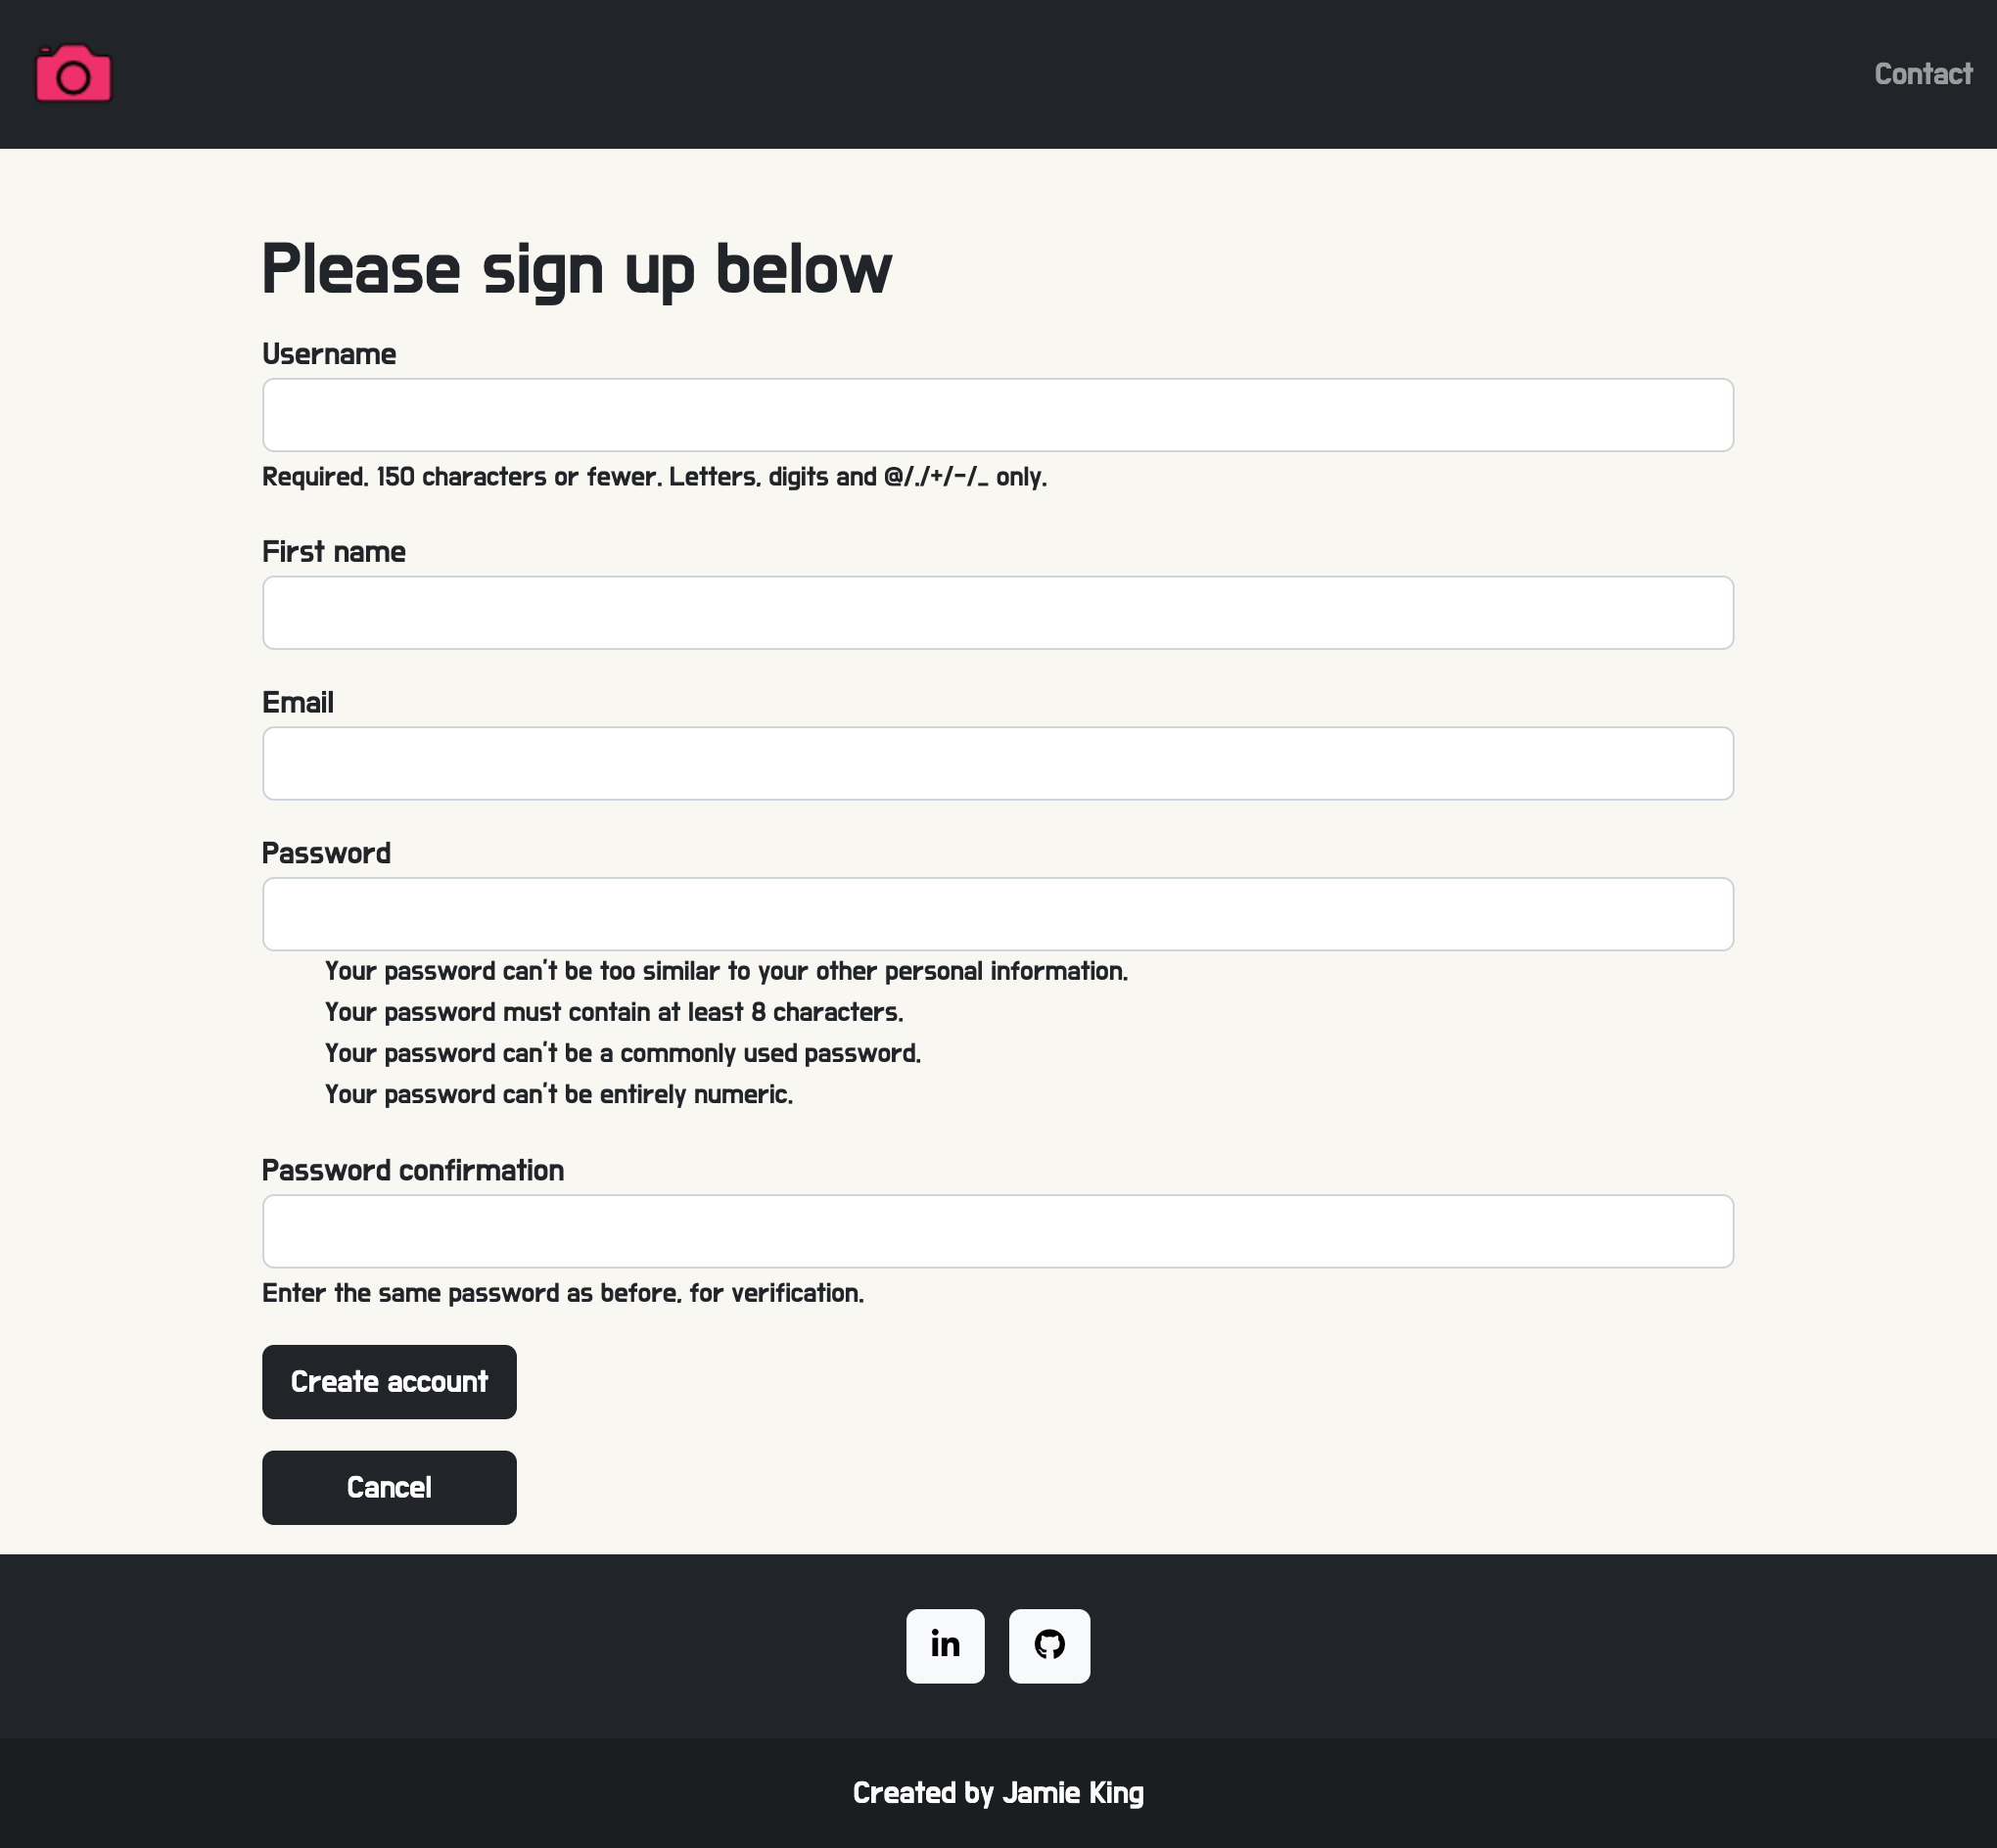 Contact
Please sign up below
Username
Required. 150 characters or fewer. Letters, digits and @/./+/-/_ only.
First name
Email
Password
Your password can't be too similar to your other personal information.
Your password must contain at least 8 characters.
Your password can't be a commonly used password.
Your password can't be entirely numeric.
Password confirmation
Enter the same password as before, for verification.
Create account
Cancel
in
Created by Jamie King